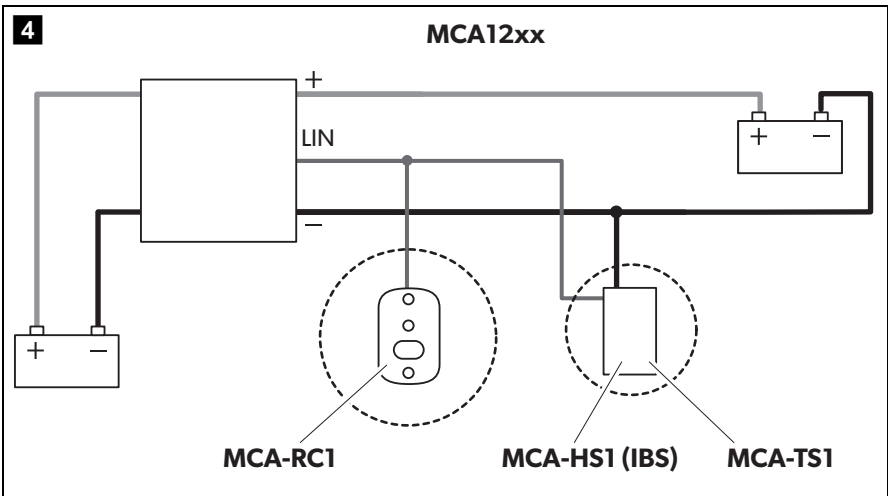 4
MCA12xx
+
LIN
–
+ –
+ –
MCA-RC1
MCA-HS1 (IBS)
MCA-TS1